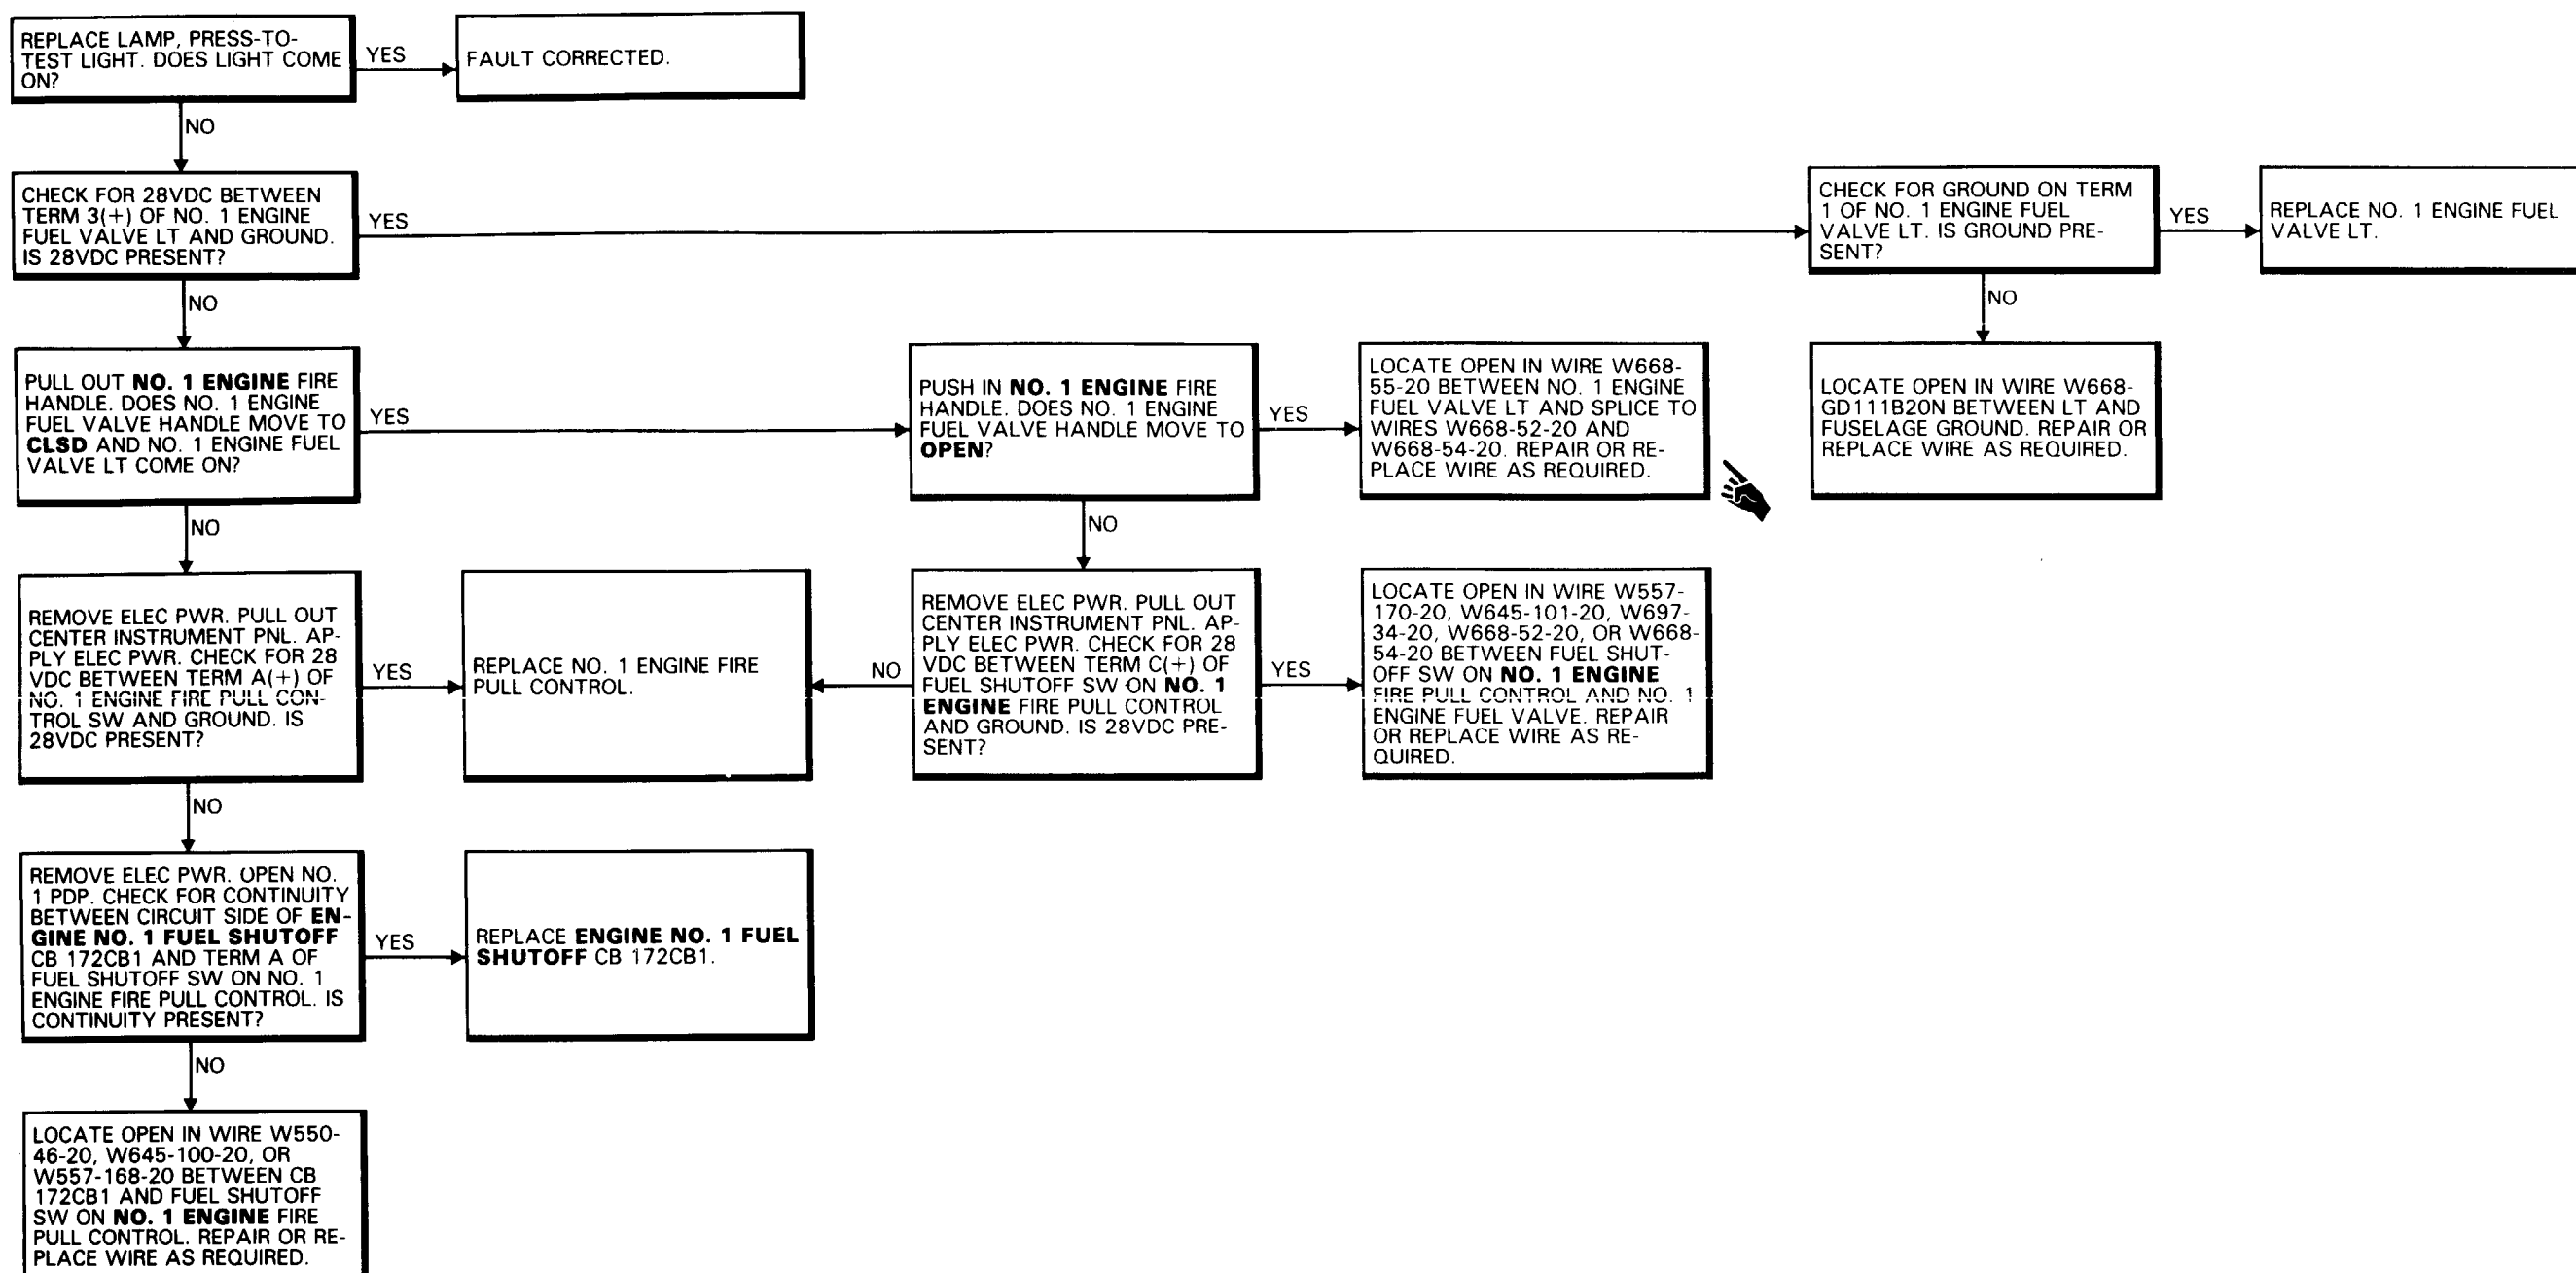 REPLACE LAMP, PRESS-TO-
TEST LIGHT. DOES LIGHT COME
ON?
YES
FAULT CORRECTED.
NO
CHECK FOR 28VDC BETWEEN
TERM 3(+) OF NO. 1 ENGINE
FUEL VALVE LT AND GROUND.
IS 28VDC PRESENT?
YES
CHECK FOR GROUND ON TERM
1 OF NO. 1 ENGINE FUEL
VALVE LT. IS GROUND PRE-
SENT?
YES
REPLACE NO. 1 ENGINE FUEL
VALVE LT.
NO
NO
PULL OUT NO. 1 ENGINE FIRE
HANDLE. DOES NO. 1 ENGINE
FUEL VALVE HANDLE MOVE TO
CLSD AND NO. 1 ENGINE FUEL
VALVE LT COME ON?
YES
PUSH IN NO. 1 ENGINE FIRE
HANDLE. DOES NO. 1 ENGINE
FUEL VALVE HANDLE MOVE TO
OPEN?
YES
LOCATE OPEN IN WIRE W668-
55-20 BETWEEN NO. 1 ENGINE
FUEL VALVE LT AND SPLICE TO
WIRES W668-52-20 AND
W668-54-20. REPAIR OR RE-
PLACE WIRE AS REQUIRED.
LOCATE OPEN IN WIRE W668-
GD111B20N BETWEEN LT AND
FUSELAGE GROUND. REPAIR OR
REPLACE WIRE AS REQUIRED.
NO
NO
REMOVE ELEC PWR. PULL OUT
CENTER INSTRUMENT PNL. AP-
PLY ELEC PWR. CHECK FOR 28
VDC BETWEEN TERM A(+) OF
NO. 1 ENGINE FIRE PULL CON-
TROL SW AND GROUND. IS
28VDC PRESENT?
YES
REPLACE NO. 1 ENGINE FIRE
PULL CONTROL.
NO
REMOVE ELEC PWR. PULL OUT
CENTER INSTRUMENT PNL. AP-
PLY ELEC PWR. CHECK FOR 28
VDC BETWEEN TERM C(+) OF
FUEL SHUTOFF SW ON NO. 1
ENGINE FIRE PULL CONTROL
AND GROUND. IS 28VDC PRE-
SENT?
YES
LOCATE OPEN IN WIRE W557-
170-20, W645-101-20, W697-
34-20, W668-52-20, OR W668-
54-20 BETWEEN FUEL SHUT-
OFF SW ON NO. 1 ENGINE
FIRE PULL CONTROL AND NO. 1
ENGINE FUEL VALVE. REPAIR
OR REPLACE WIRE AS RE-
QUIRED.
NO
REMOVE ELEC PWR. OPEN NO.
1 PDP. CHECK FOR CONTINUITY
BETWEEN CIRCUIT SIDE OF EN-
GINE NO. 1 FUEL SHUTOFF
CB 172CB1 AND TERM A OF
FUEL SHUTOFF SW ON NO. 1
ENGINE FIRE PULL CONTROL. IS
CONTINUITY PRESENT?
YES
REPLACE ENGINE NO. 1 FUEL
SHUTOFF CB 172CB1.
NO
LOCATE OPEN IN WIRE W550-
46-20, W645-100-20, OR
W557-168-20 BETWEEN CB
172CB1 AND FUEL SHUTOFF
SW ON NO. 1 ENGINE FIRE
PULL CONTROL. REPAIR OR RE-
PLACE WIRE AS REQUIRED.